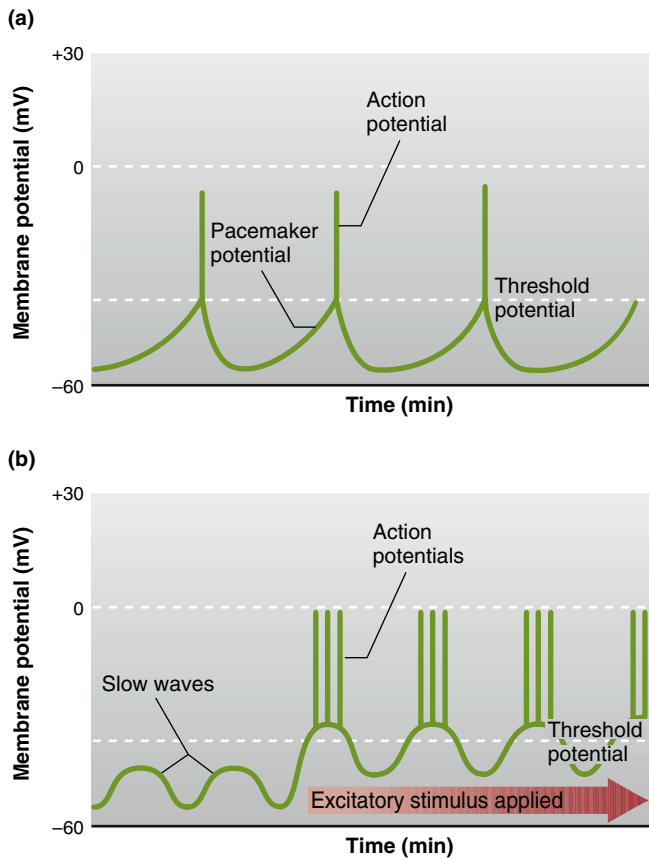 (a)
+30
Membrane potential (mV)
Action
potential
0
Pacemaker
potential
Threshold
potential
–60
Time (min)
(b)
+30
Membrane potential (mV)
Action
potentials
0
Slow waves
Threshold
potential
Excitatory stimulus applied
–60
Time (min)